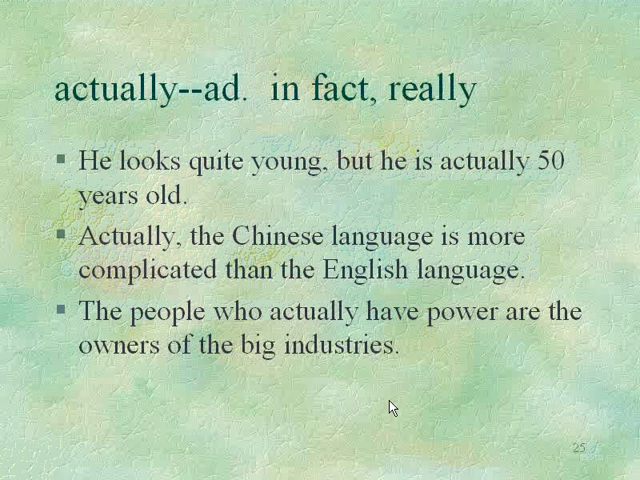 actually--ad.  in fact, really
▪ He looks quite young, but he is actually 50
years old.
▪ Actually, the Chinese language is more
complicated than the English language.
▪ The people who actually have power are the
owners of the big industries.
25